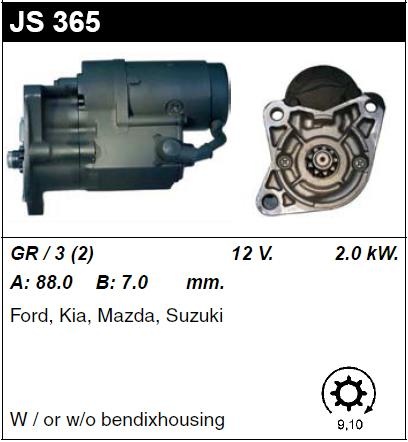 JS 365
GR / 3 (2) 12 V. 2.0 kW.
A: 88.0 B: 7.0 mm.
Ford, Kia, Mazda, Suzuki
9,10
W / or w/o bendixhousing